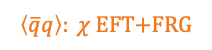 ⟨q̄q⟩: χ EFT+FRG